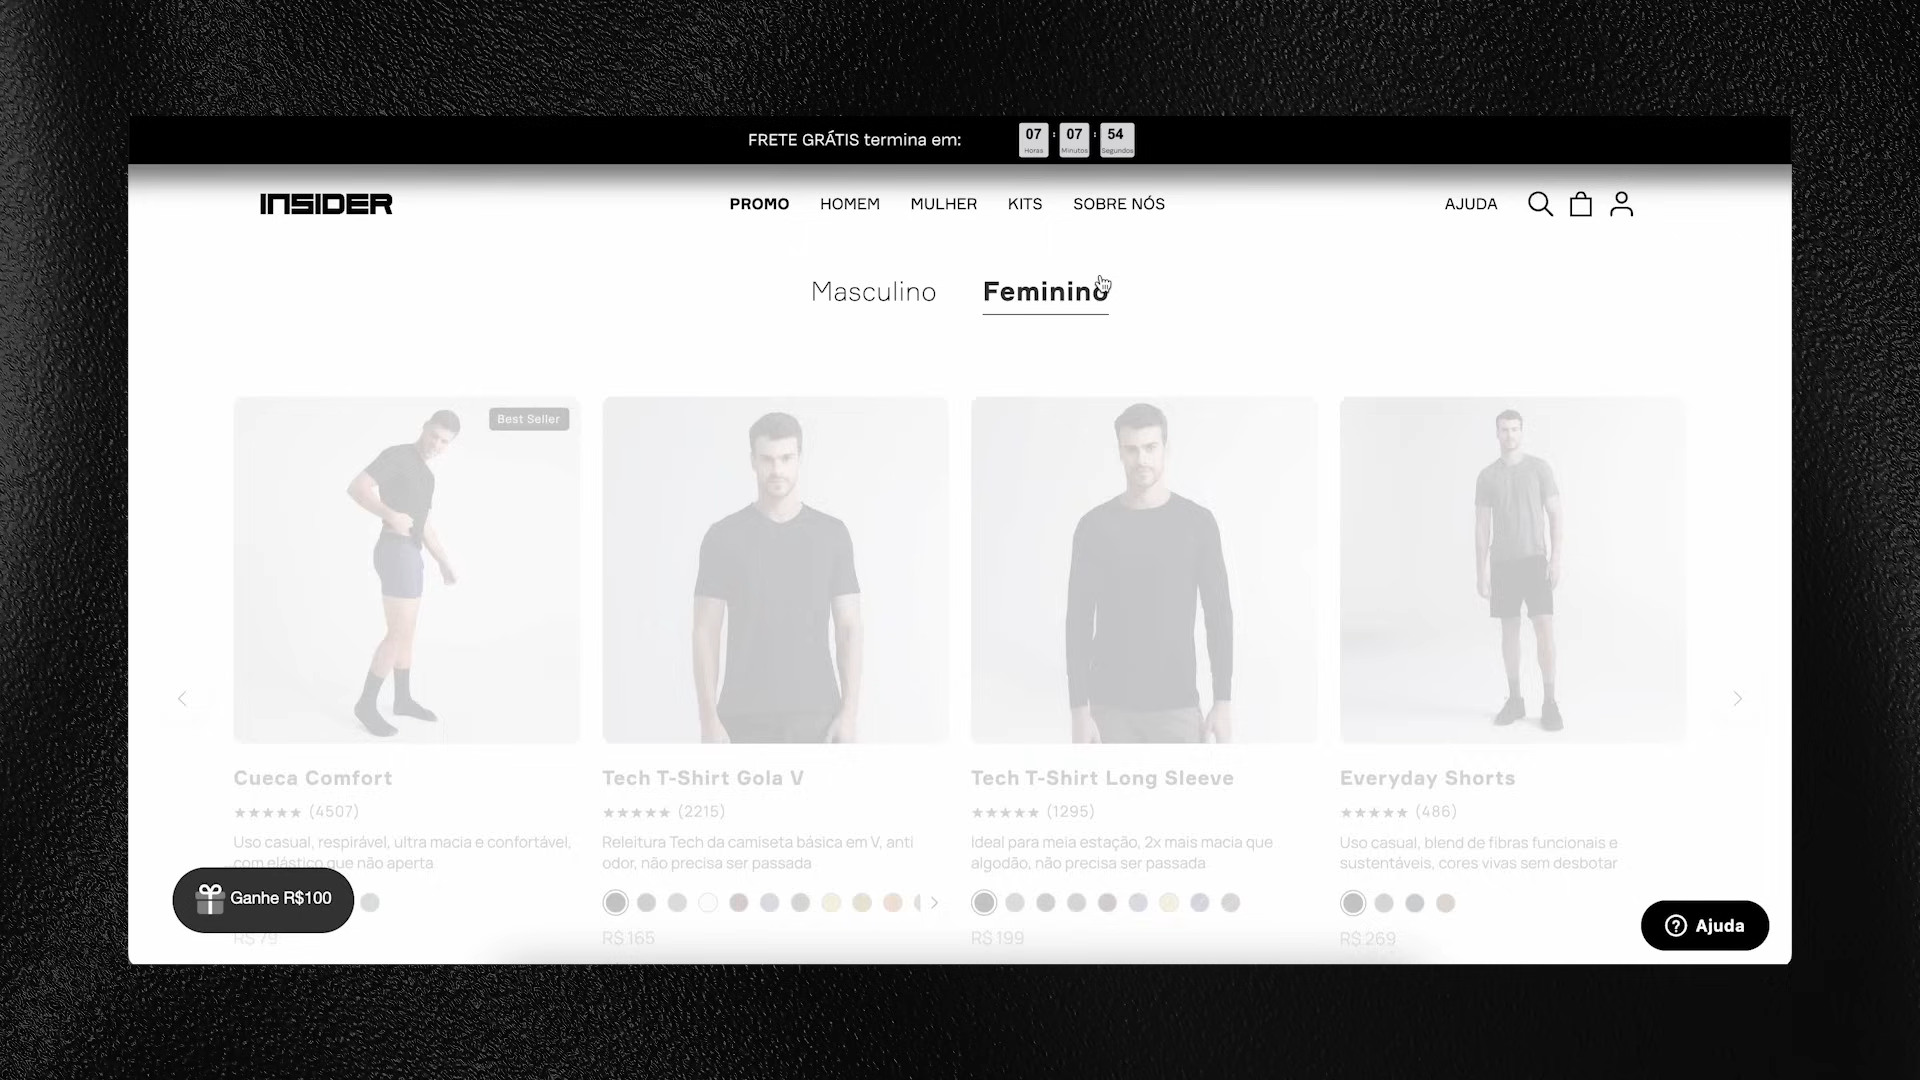 FRETE GRÁTIS termina em:
07 : 07 : 54
Horas Minutos Segundos
INSIDER
PROMO HOMEM MULHER KITS SOBRE NÓS
AJUDA
Masculino Feminino
Best Seller
Cueca Comfort
(4507)
Uso casual, respirável, ultra macia e confortável,
com elástico que não aperta
R$ 79
Tech T-Shirt Gola V
(2215)
Releitura Tech da camiseta básica em V, anti
odor, não precisa ser passada
R$ 165
Tech T-Shirt Long Sleeve
(1295)
Ideal para meia estação, 2x mais macia que
algodão, não precisa ser passada
R$ 199
Everyday Shorts
(486)
Uso casual, blend de fibras funcionais e
sustentáveis, cores vivas sem desbotar
R$ 269
Ganhe R$100
Ajuda